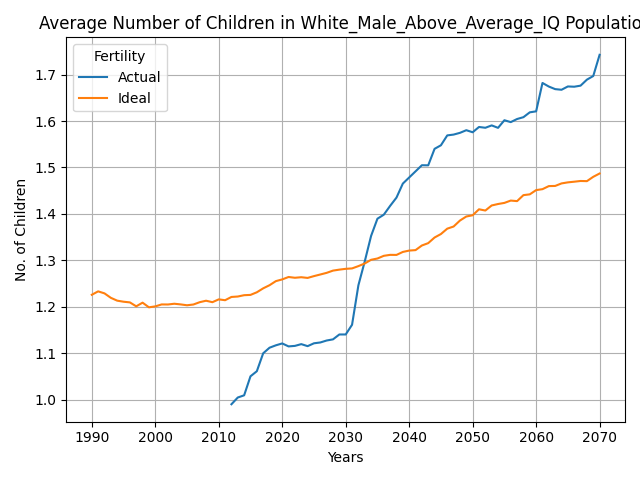 Average Number of Children in White_Male_Above_Average_IQ Populatio
Fertility
Actual
Ideal
No. of Children
1.7
1.6
1.5
1.4
1.3
1.2
1.1
1.0
1990 2000 2010 2020 2030 2040 2050 2060 2070
Years